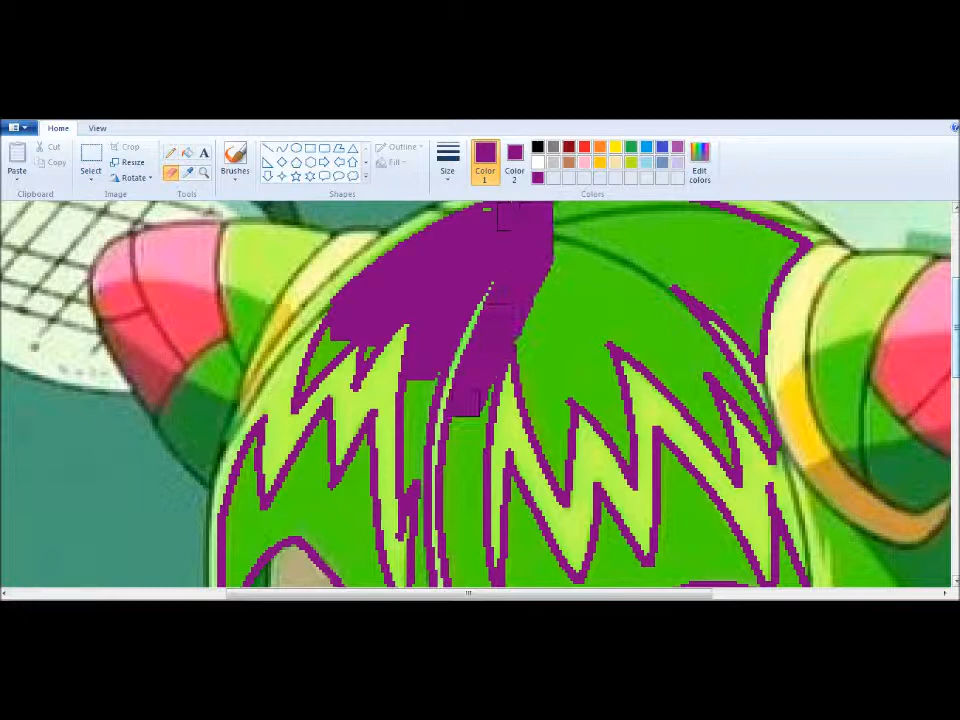 Home View
Paste
Cut
Copy
Clipboard
Select
Crop
Resize
Rotate
Image
A
Tools
Brushes
Outline
Fill
Shapes
Size
Color 1
Color 2
Edit colors
Colors